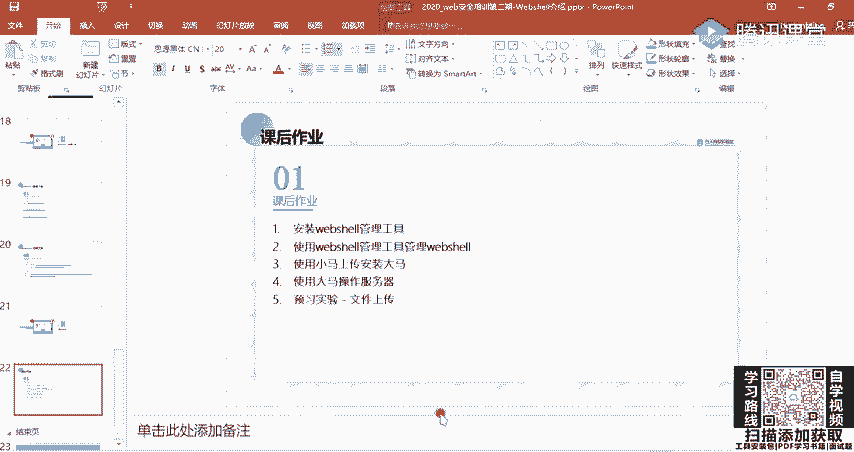 2020_web安全培训第二期-Webshell介绍.pptx - PowerPoint
腾讯课堂
文件 开始 插入 设计 切换 动画 幻灯片放映 审阅 视图 加载项
粘贴 剪切 复制 格式刷
新建 幻灯片
版式 重置 节
思源黑体 CN 20
B I U S abc AV Aa A
文字方向
对齐文本
转换为 SmartArt
排列 快速样式
形状填充
形状轮廓
形状效果
查找
替换
选择
剪贴板 幻灯片 字体 段落 绘图 编辑
18
19
20
21
22
结束页
23
课后作业
01
课后作业
1. 安装webshell管理工具
2. 使用webshell管理工具管理webshell
3. 使用小马上传安装大马
4. 使用大马操作服务器
5. 预习实验 - 文件上传
单击此处添加备注
学习路线
自学视频
扫描添加获取
工具安装包|PDF学习书籍|面试题